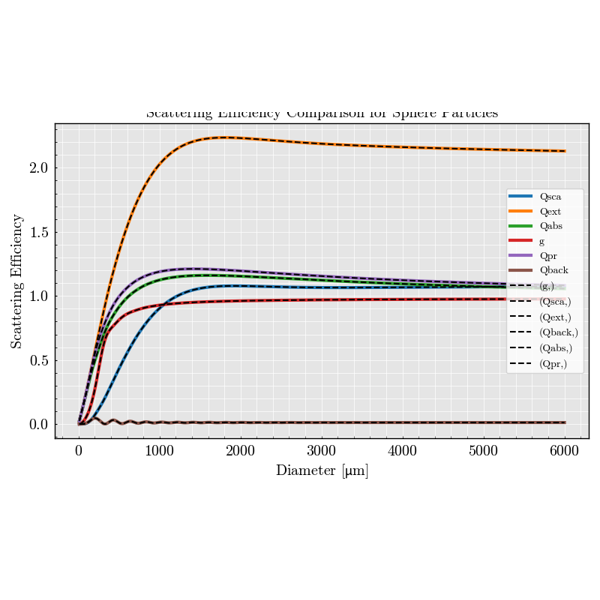 Scattering Efficiency Comparison for Sphere Particles
Scattering Efficiency
2.0
1.5
1.0
0.5
0.0
0 1000 2000 3000 4000 5000 6000
Diameter [μm]
Qsca
Qext
Qabs
g
Qpr
Qback
(g,)
(Qsca,)
(Qext,)
(Qback,)
(Qabs,)
(Qpr,)